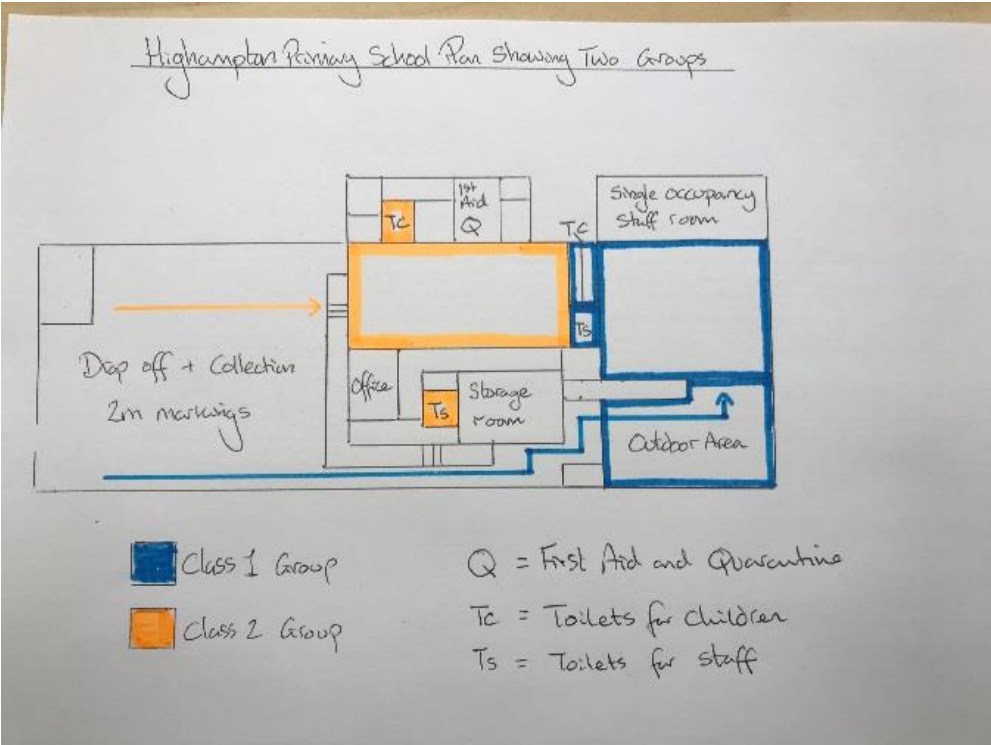 Highampton Primary School Plan Showing Two Groups
1st
Aid
Q
Single occupancy
staff room
Tc
Tc
Ts
Drop off + Collection
2m markings
Office
Ts
Storage
room
Outdoor Area
Class 1 Group
Class 2 Group
Q = First Aid and Quarantine
Tc = Toilets for children
Ts = Toilets for staff